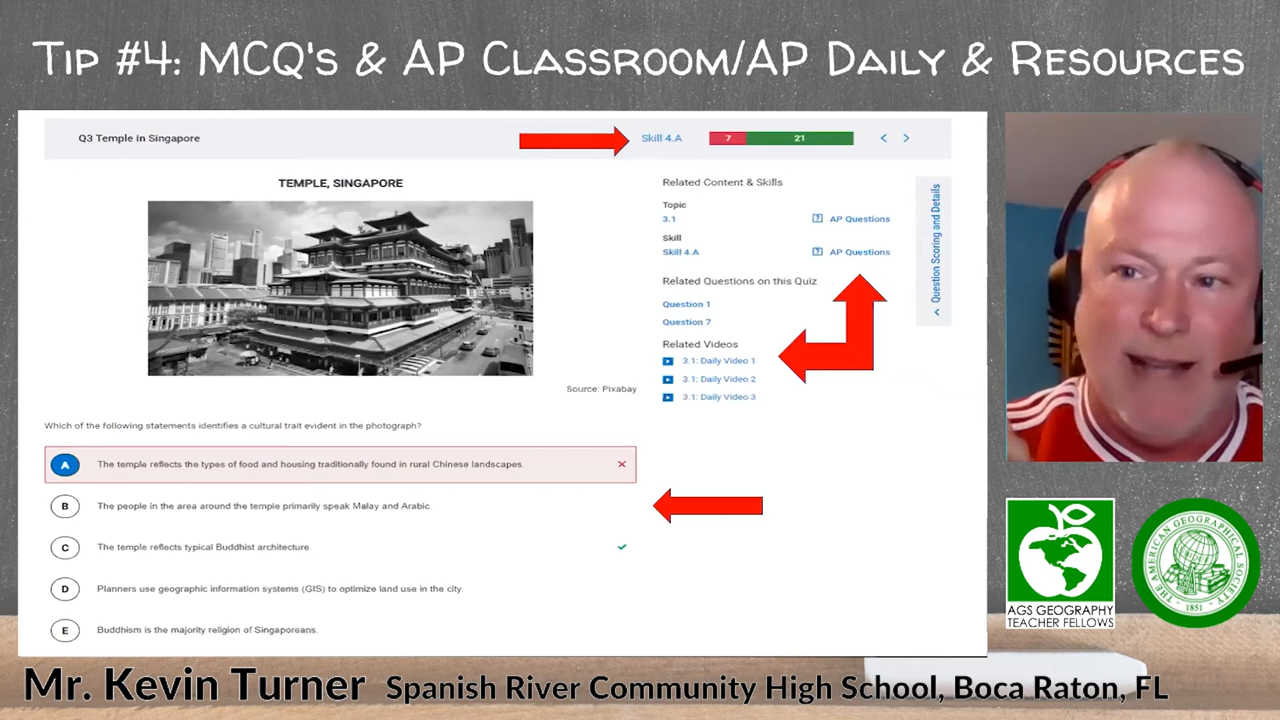 Tip #4: MCQ's & AP Classroom/AP Daily & Resources
Q3 Temple in Singapore
Skill 4.A
7
21
TEMPLE, SINGAPORE
Source: Pixabay
Which of the following statements identifies a cultural trait evident in the photograph?
A The temple reflects the types of food and housing traditionally found in rural Chinese landscapes.
B The people in the area around the temple primarily speak Malay and Arabic.
C The temple reflects typical Buddhist architecture.
D Planners use geographic information systems (GIS) to optimize land use in the city.
E Buddhism is the majority religion of Singaporeans.
Related Content & Skills
Topic
3.1 AP Questions
Skill
Skill 4.A AP Questions
Related Questions on this Quiz
Question 1
Question 7
Related Videos
3.1: Daily Video 1
3.1: Daily Video 2
3.1: Daily Video 3
Question Scoring and Details
AGS GEOGRAPHY
TEACHER FELLOWS
THE AMERICAN GEOGRAPHICAL SOCIETY
1851
Mr. Kevin Turner Spanish River Community High School, Boca Raton, FL